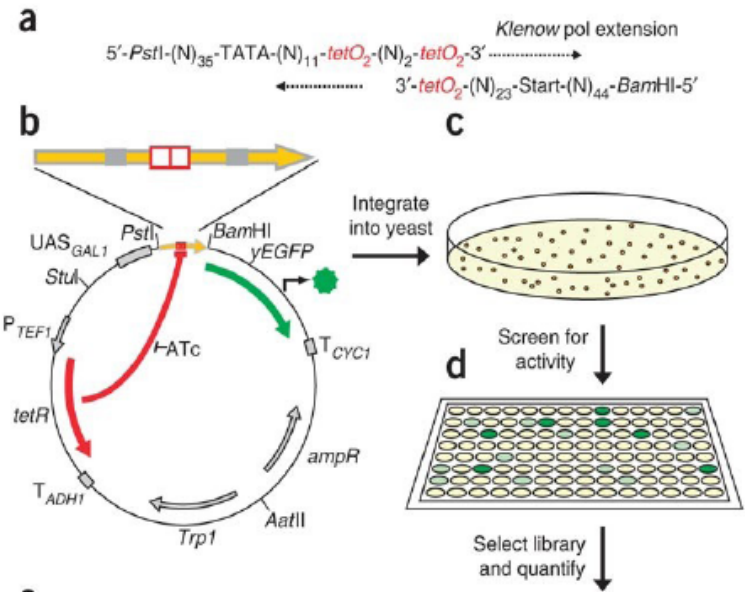 a
Klenow pol extension
5′-PstI-(N)35-TATA-(N)11-tetO2-(N)2-tetO2-3′
3′-tetO2-(N)23-Start-(N)44-BamHI-5′
b
c
PstI
BamHI
UASGAL1
yEGFP
Integrate
into yeast
StuI
PTEF1
ATc
TCYC1
Screen for
activity
d
tetR
ampR
TADH1
AatII
Trp1
Select library
and quantify